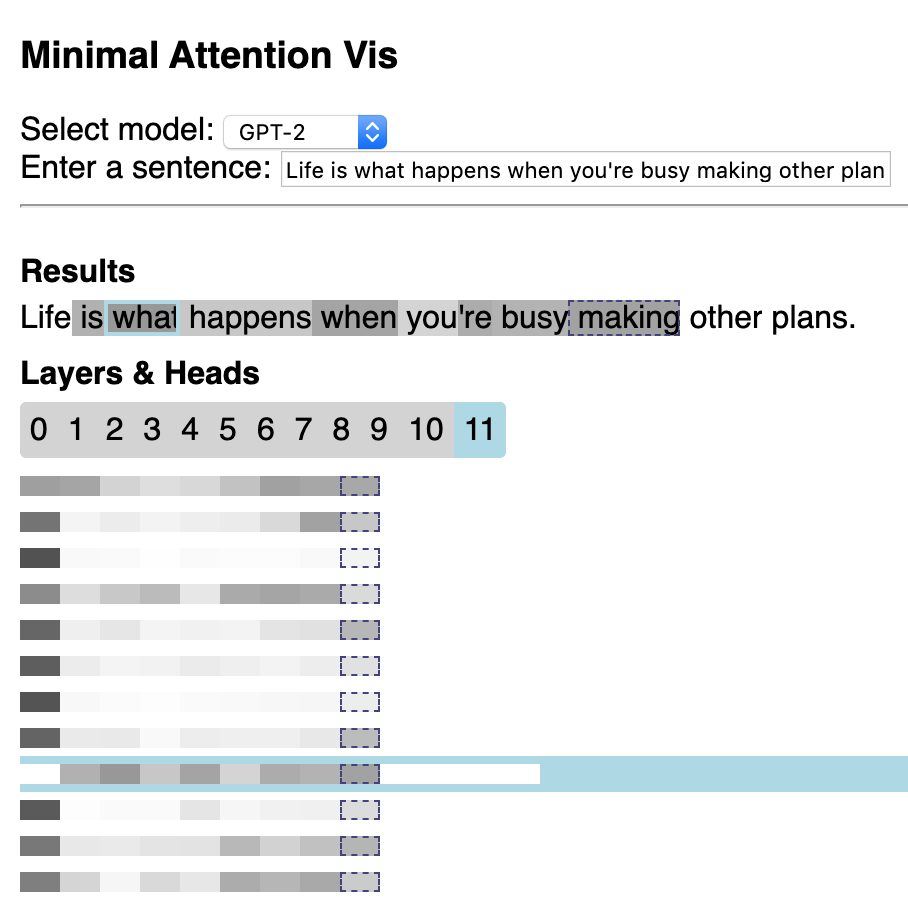 Minimal Attention Vis
Select model: GPT-2
Enter a sentence: Life is what happens when you're busy making other plan
Results
Life is what happens when you're busy making other plans.
Layers & Heads
0 1 2 3 4 5 6 7 8 9 10 11